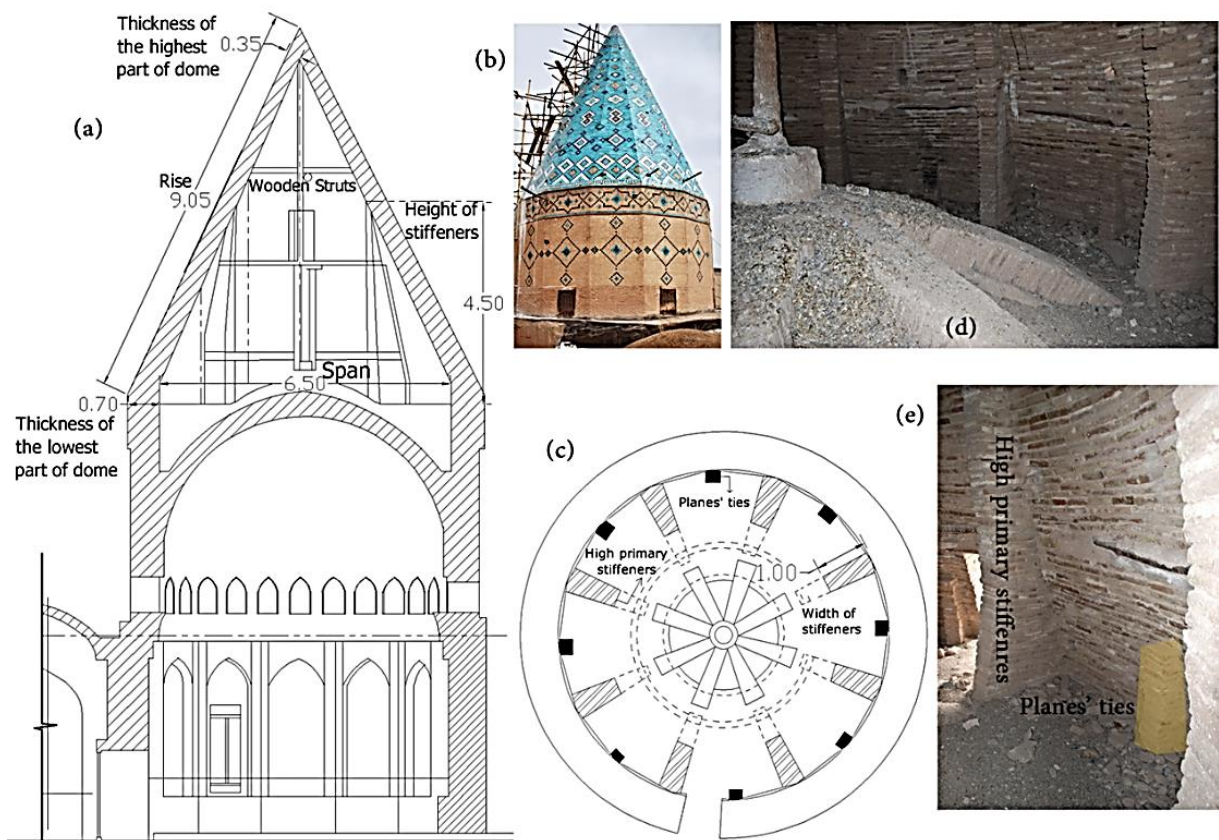 Thickness of
the highest
part of dome
0.35
(a)
Rise
9.05
Wooden Struts
Height of
stiffeners
4.50
Span
6.50
0.70
Thickness of
the lowest
part of dome
(b)
(c)
Planes' ties
High primary
stiffeners
1.00
Width of
stiffeners
(d)
(e)
High primary stiffenres
Planes' ties